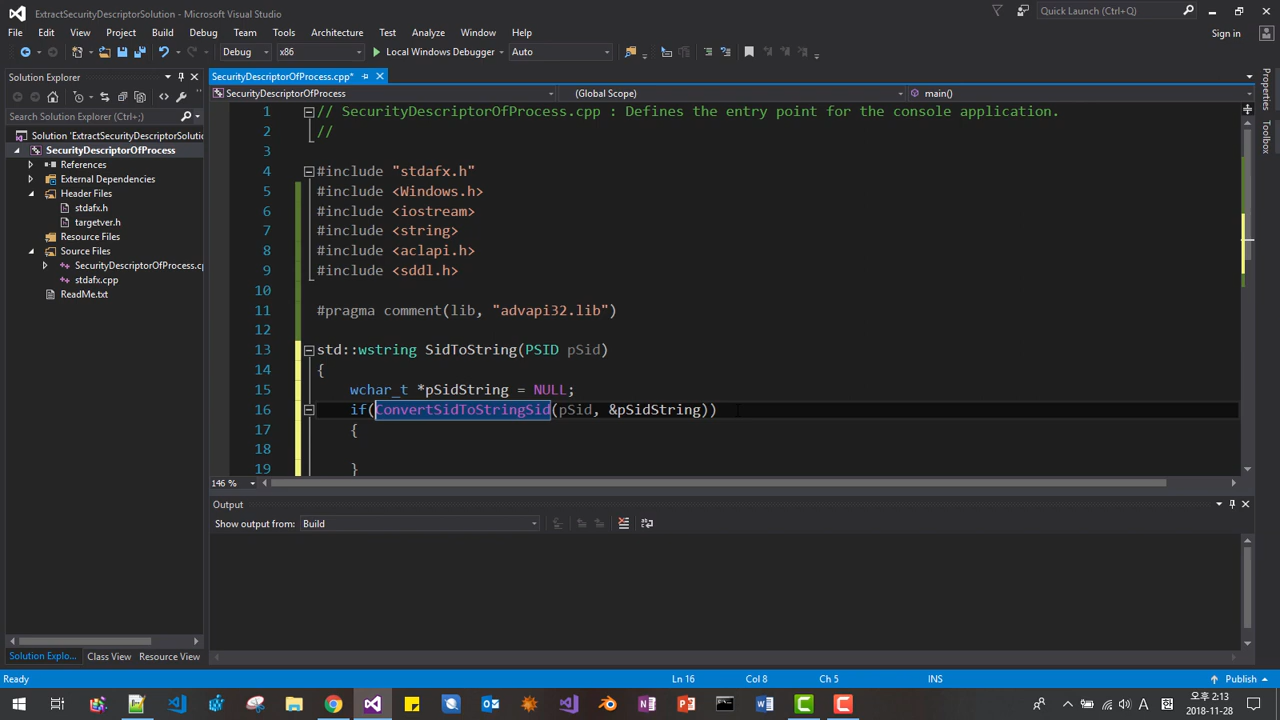 ExtractSecurityDescriptorSolution - Microsoft Visual Studio
Quick Launch (Ctrl+Q)
File Edit View Project Build Debug Team Tools Architecture Test Analyze Window Help
Sign in
Debug x86 Local Windows Debugger Auto
Solution Explorer
Search Solution Explorer (Ctrl+;)
Solution 'ExtractSecurityDescriptorSolutio
SecurityDescriptorOfProcess
References
External Dependencies
Header Files
stdafx.h
targetver.h
Resource Files
Source Files
SecurityDescriptorOfProcess.cp
stdafx.cpp
ReadMe.txt
Solution Explo... Class View Resource View
SecurityDescriptorOfProcess.cpp*
SecurityDescriptorOfProcess (Global Scope) main()
1 // SecurityDescriptorOfProcess.cpp : Defines the entry point for the console application.
2 //
3
4 #include "stdafx.h"
5 #include <Windows.h>
6 #include <iostream>
7 #include <string>
8 #include <aclapi.h>
9 #include <sddl.h>
10
11 #pragma comment(lib, "advapi32.lib")
12
13 std::wstring SidToString(PSID pSid)
14 {
15 wchar_t *pSidString = NULL;
16 if(ConvertSidToStringSid(pSid, &pSidString))
17 {
18
19 }
146 %
Output
Show output from: Build
Properties
Toolbox
Ready Ln 16 Col 8 Ch 5 INS Publish
오후 2:13
2018-11-28